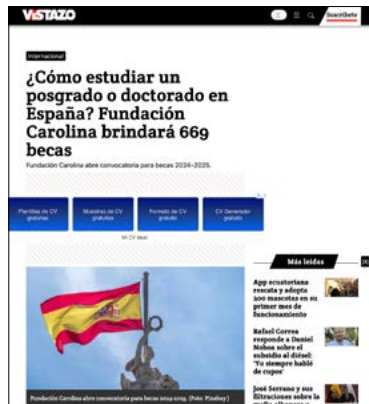 VISTAZO
Suscríbete
Internacional
¿Cómo estudiar un
posgrado o doctorado en
España? Fundación
Carolina brindará 669
becas
Fundación Carolina abre convocatoria para becas 2024-2025.
Plantillas de CV
gratuitas
Muestras de CV
gratuitas
Formato de CV
gratuito
CV Generador
gratuito
Mi CV Ideal
Más leídas
App ecuatoriana
rescata y adopta
200 mascotas en su
primer mes de
funcionamiento
Rafael Correa
responde a Daniel
Noboa sobre el
subsidio al diésel:
"Yo siempre hablé
de cupos"
José Serrano y sus
filtraciones sobre la
Fundación Carolina abre convocatoria para becas 2024-2025. (Foto: Pixabay)